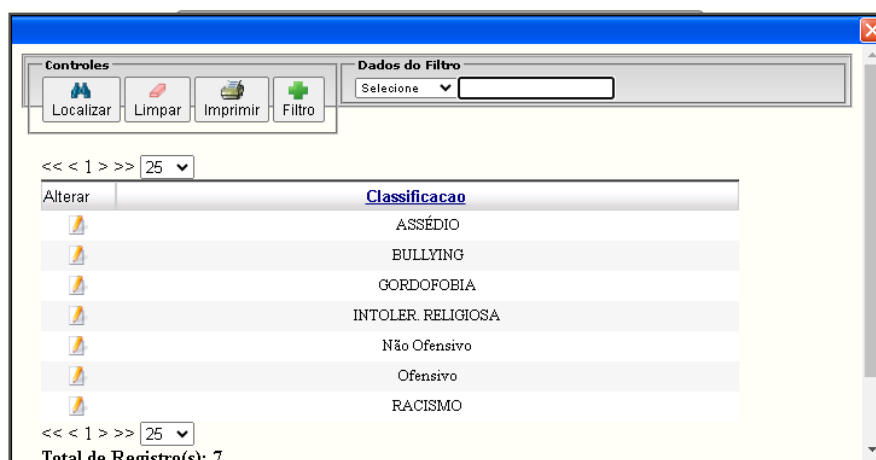 Controles
Dados do Filtro
Localizar Limpar Imprimir Filtro
Selecione
<< < 1 > >> 25
Alterar Classificacao
ASSÉDIO
BULLYING
GORDOFOBIA
INTOLER. RELIGIOSA
Não Ofensivo
Ofensivo
RACISMO
<< < 1 > >> 25
Total de Registro(s): 7